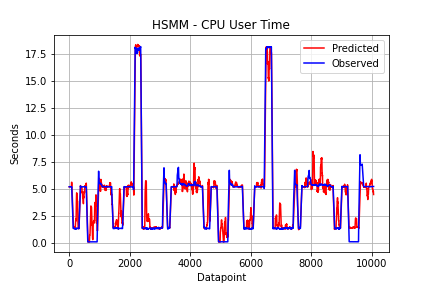 HSMM - CPU User Time
Predicted
Observed
17.5
15.0
12.5
10.0
7.5
5.0
2.5
0.0
Seconds
0 2000 4000 6000 8000 10000
Datapoint